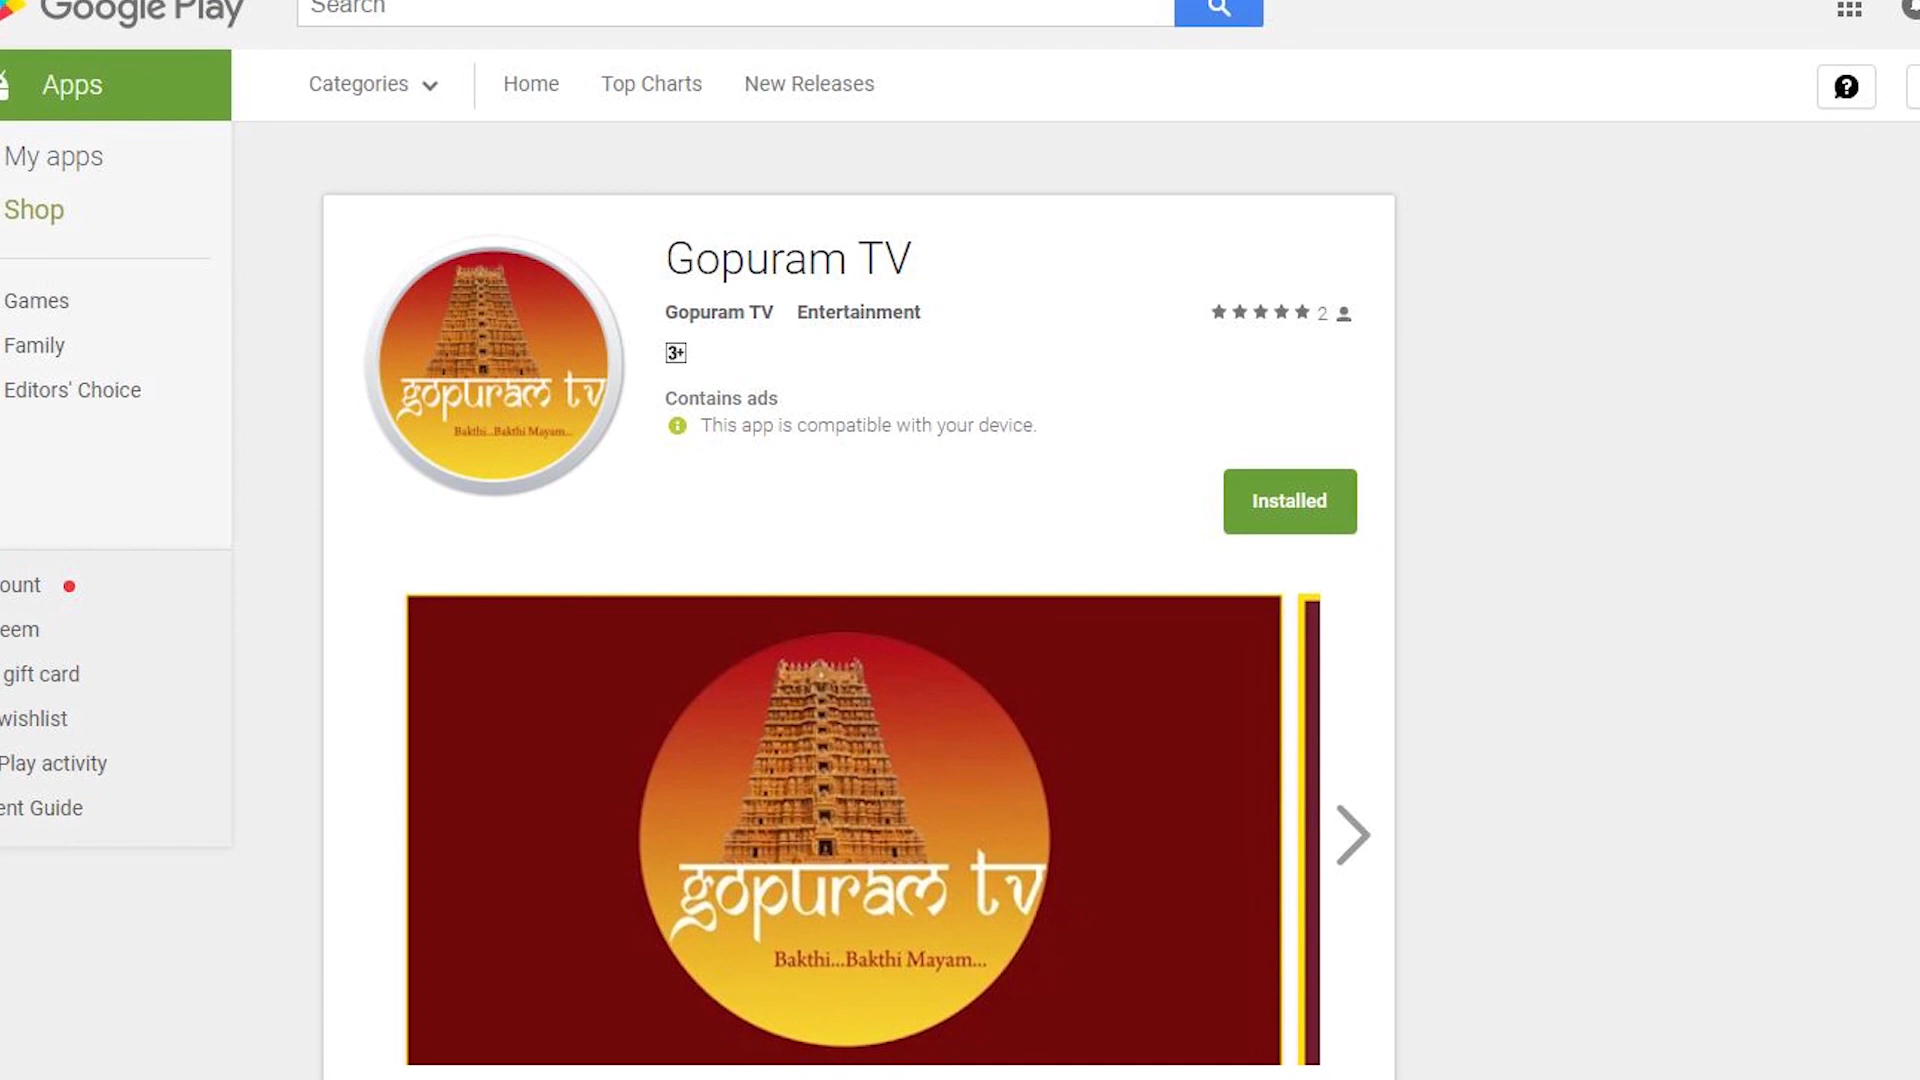 Google Play
Search
Apps
Categories
Home
Top Charts
New Releases
My apps
Shop
Games
Family
Editors' Choice
ount
eem
gift card
wishlist
Play activity
ent Guide
Gopuram TV
Gopuram TV Entertainment
2
3+
Contains ads
This app is compatible with your device.
Installed
gopuram tv
Bakthi...Bakthi Mayam...
gopuram tv
Bakthi...Bakthi Mayam...